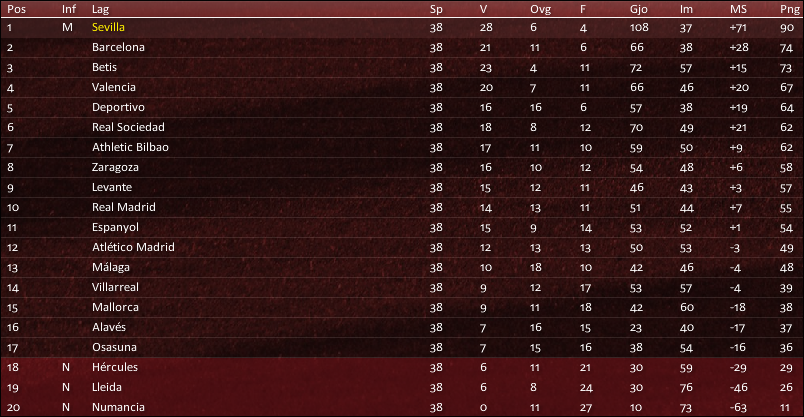 Pos Inf Lag Sp V Ovg F Gjo Im MS Png
1 M Sevilla 38 28 6 4 108 37 +71 90
2 Barcelona 38 21 11 6 66 38 +28 74
3 Betis 38 23 4 11 72 57 +15 73
4 Valencia 38 20 7 11 66 46 +20 67
5 Deportivo 38 16 16 6 57 38 +19 64
6 Real Sociedad 38 18 8 12 70 49 +21 62
7 Athletic Bilbao 38 17 11 10 59 50 +9 62
8 Zaragoza 38 16 10 12 54 48 +6 58
9 Levante 38 15 12 11 46 43 +3 57
10 Real Madrid 38 14 13 11 51 44 +7 55
11 Espanyol 38 15 9 14 53 52 +1 54
12 Atlético Madrid 38 12 13 13 50 53 -3 49
13 Málaga 38 10 18 10 42 46 -4 48
14 Villarreal 38 9 12 17 53 57 -4 39
15 Mallorca 38 9 11 18 42 60 -18 38
16 Alavés 38 7 16 15 23 40 -17 37
17 Osasuna 38 7 15 16 38 54 -16 36
18 N Hércules 38 6 11 21 30 59 -29 29
19 N Lleida 38 6 8 24 30 76 -46 26
20 N Numancia 38 0 11 27 10 73 -63 11